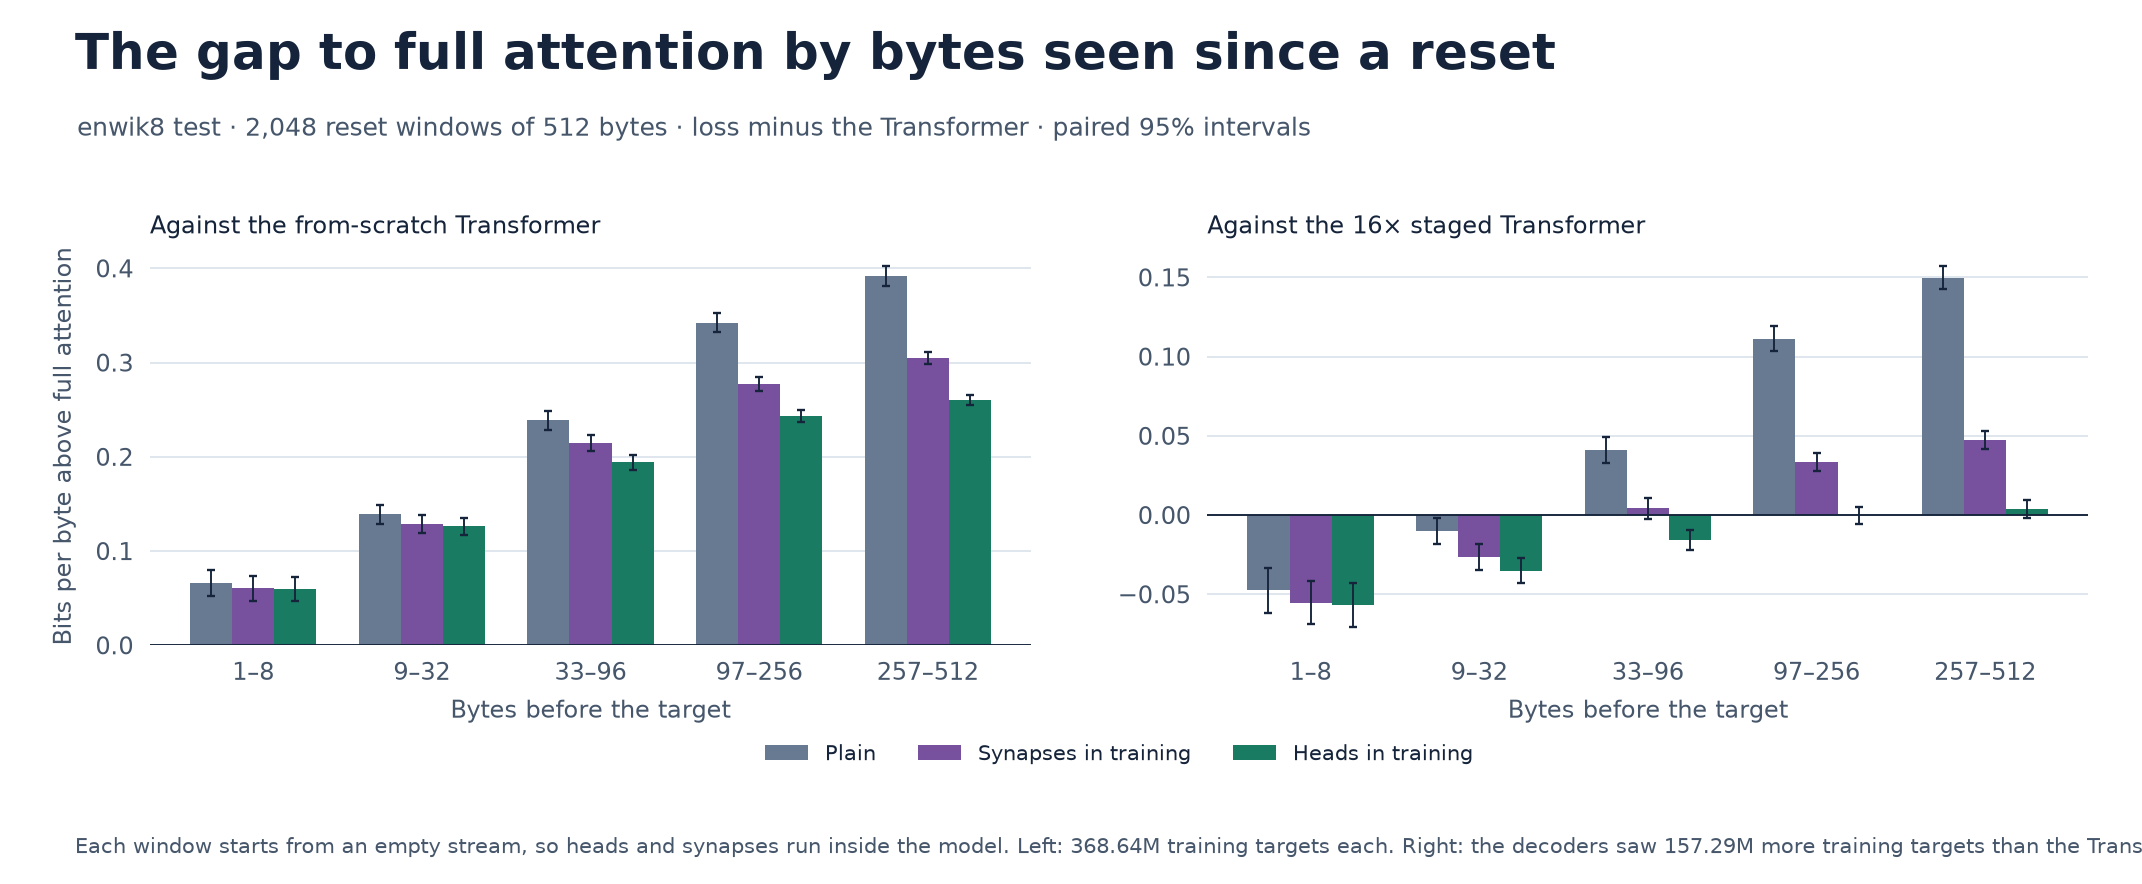 The gap to full attention by bytes seen since a reset
enwik8 test · 2,048 reset windows of 512 bytes · loss minus the Transformer · paired 95% intervals
Against the from-scratch Transformer
Bits per byte above full attention
0.4
0.3
0.2
0.1
0.0
1–8 9–32 33–96 97–256 257–512
Bytes before the target
Against the 16× staged Transformer
0.15
0.10
0.05
0.00
−0.05
1–8 9–32 33–96 97–256 257–512
Bytes before the target
Plain Synapses in training Heads in training
Each window starts from an empty stream, so heads and synapses run inside the model. Left: 368.64M training targets each. Right: the decoders saw 157.29M more training targets than the Trans